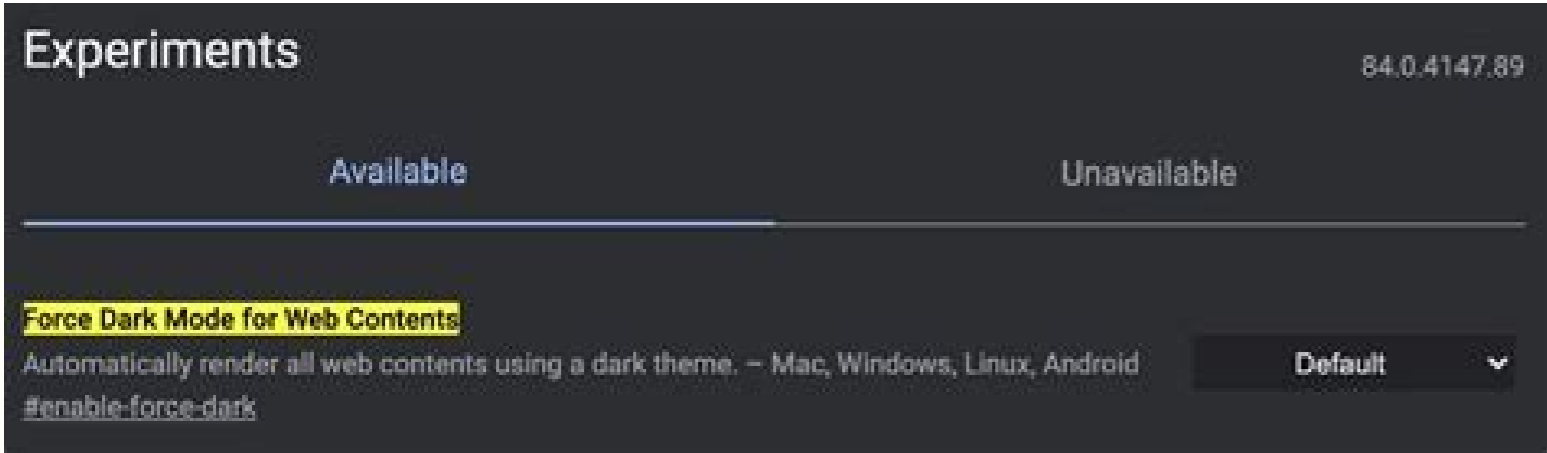 Experiments
84.0.4147.89
Available
Unavailable
Force Dark Mode for Web Contents
Automatically render all web contents using a dark theme. – Mac, Windows, Linux, Android
Default
#enable-force-dark